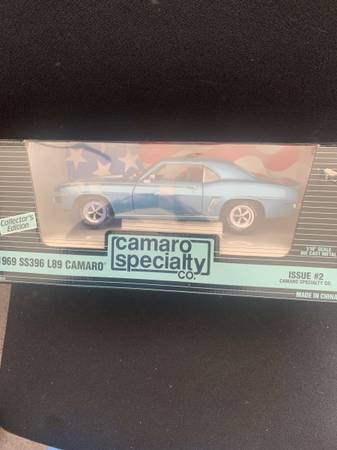 Collector's
Edition
1969 SS396 L89 CAMARO
camaro
specialty
CO.
1/18" SCALE
DIE CAST METAL
ISSUE #2
CAMARO SPECIALTY CO.
MADE IN CHINA